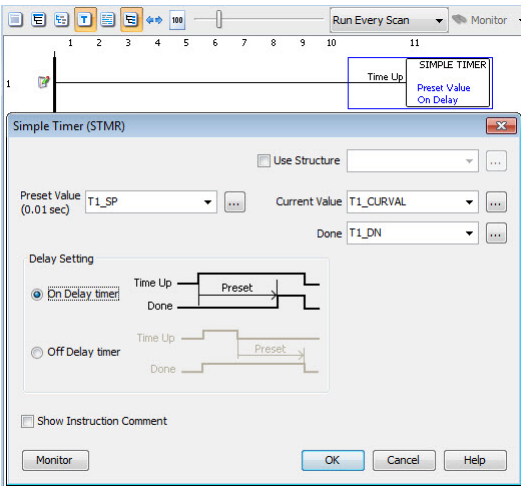 100 Run Every Scan Monitor
1 2 3 4 5 6 7 8 9 10 11
SIMPLE TIMER
1 Time Up
Preset Value
On Delay
Simple Timer (STMR)
Use Structure ...
Preset Value
(0.01 sec) T1_SP ... Current Value T1_CURVAL ...
Done T1_DN ...
Delay Setting
On Delay timer Time Up Preset
Done
Off Delay timer Time Up Preset
Done
Show Instruction Comment
Monitor OK Cancel Help